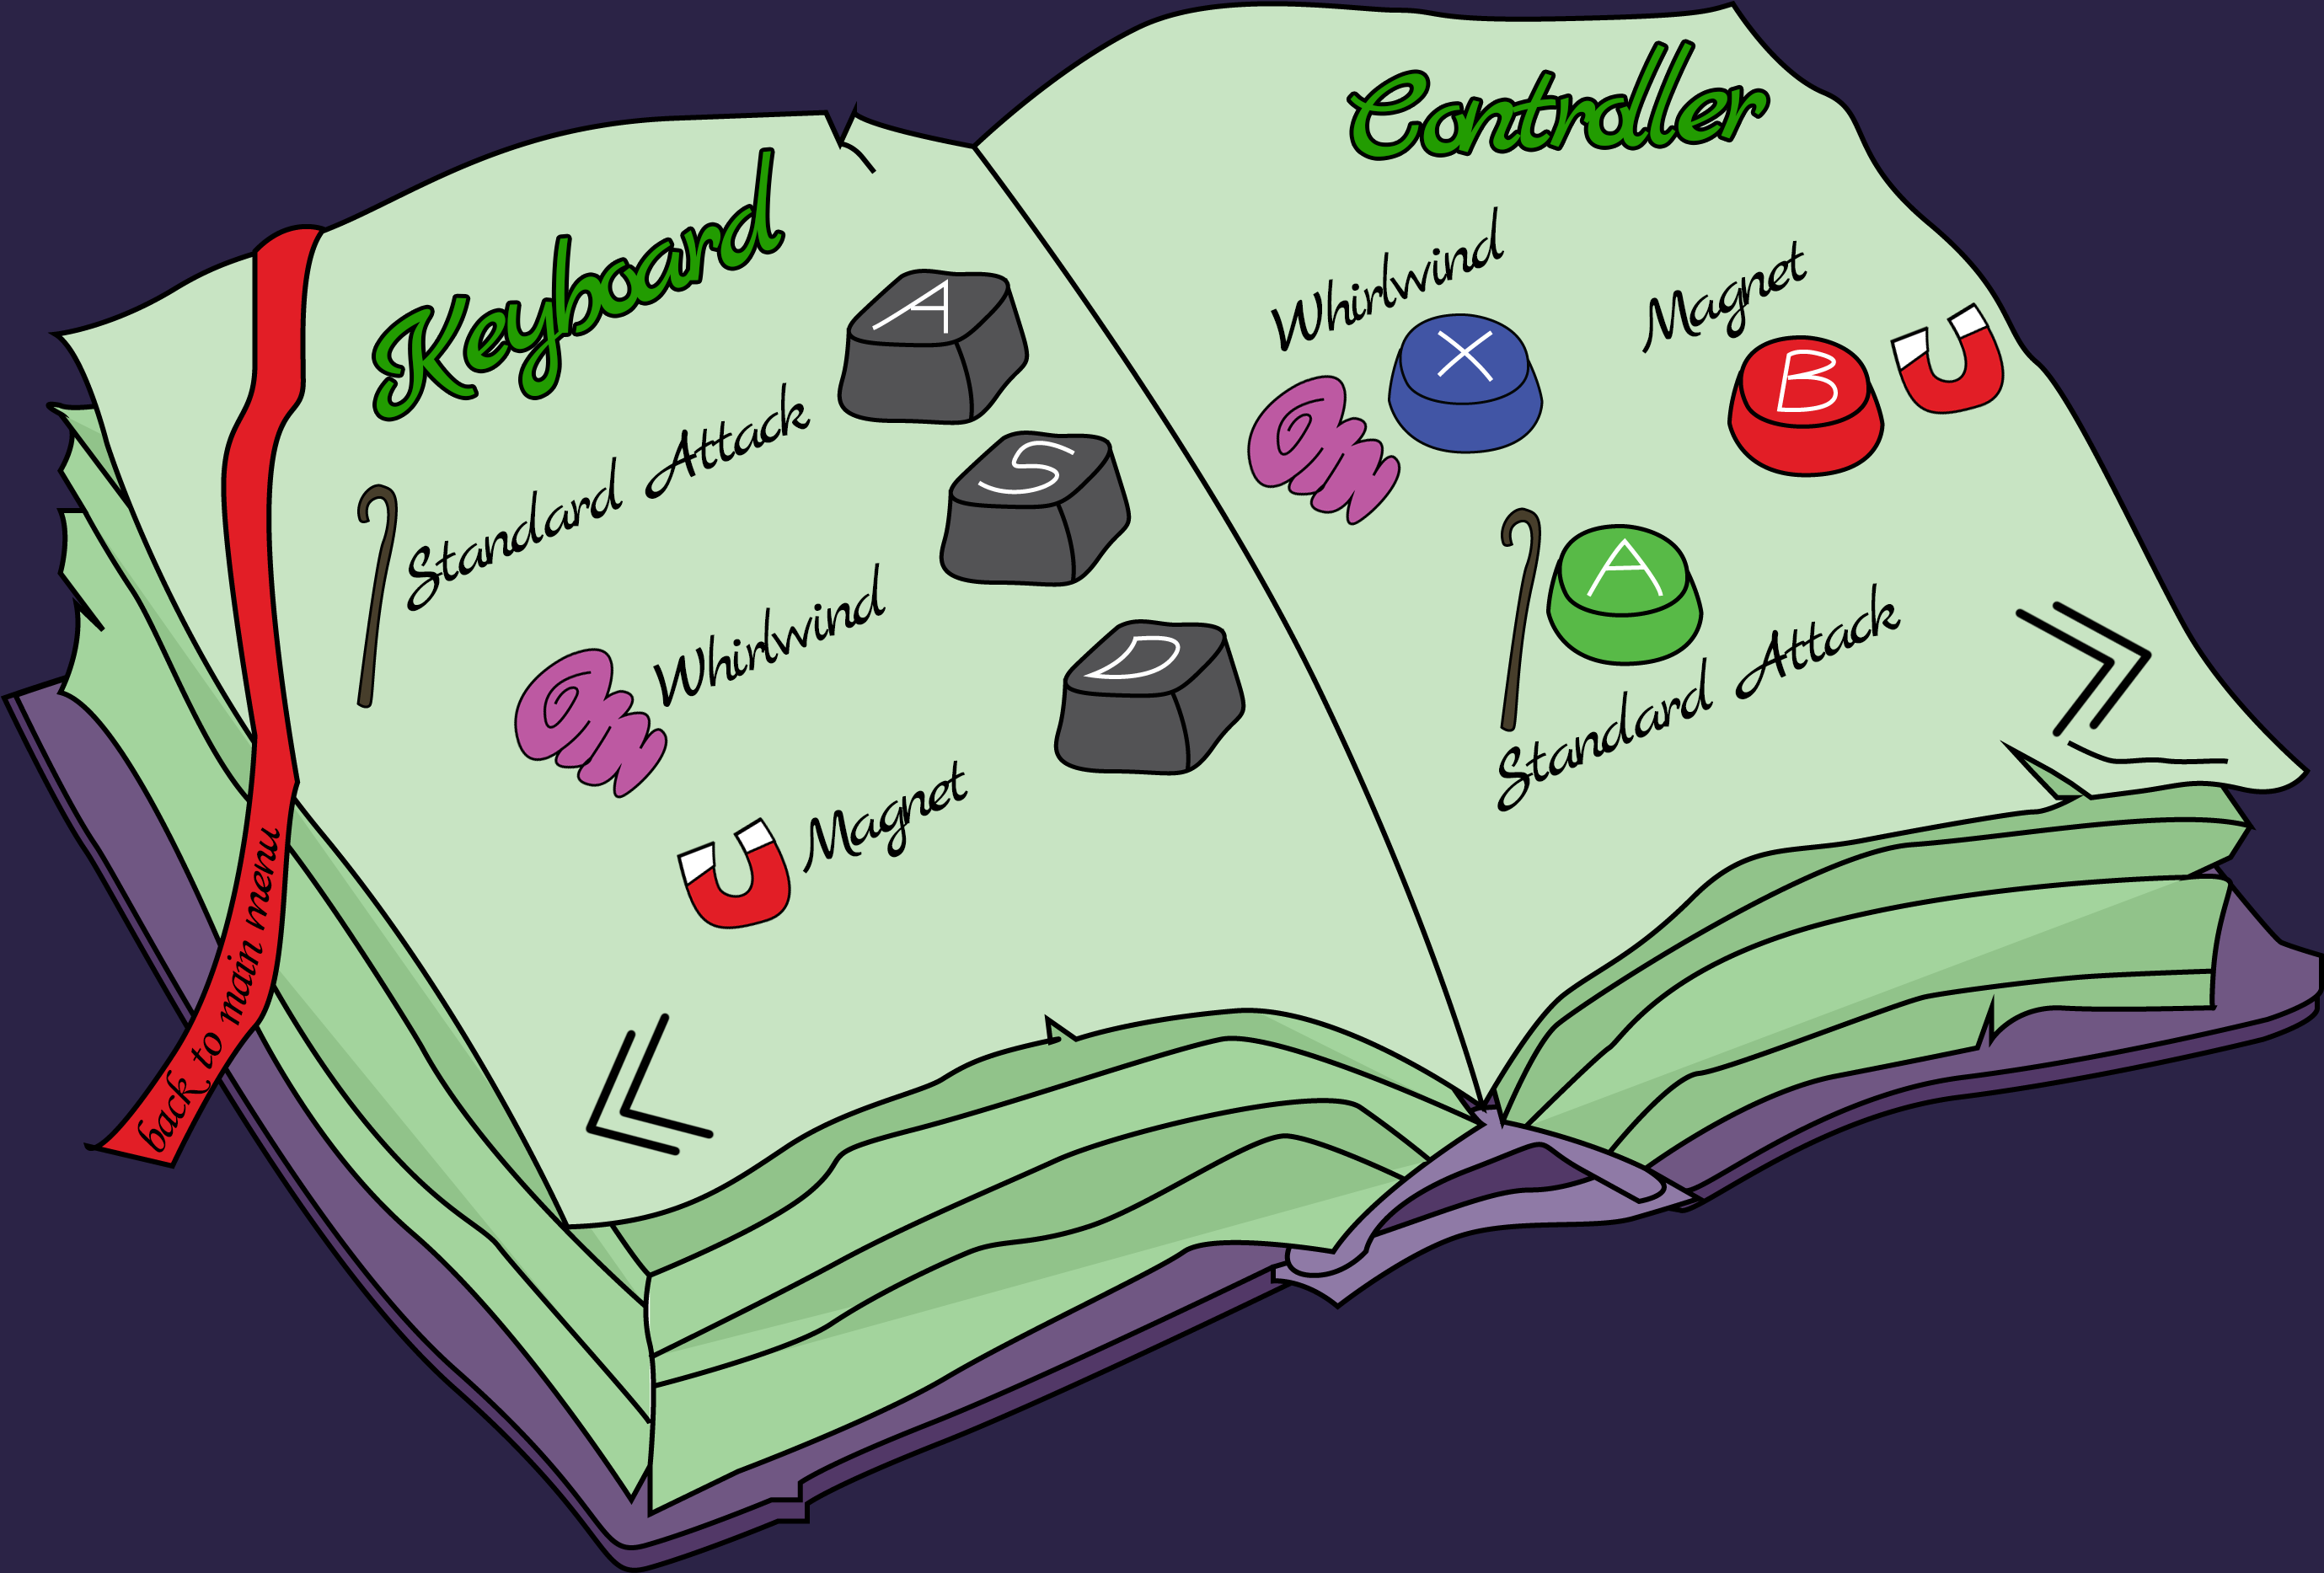 Keyboard
A
Standard Attack
S
Whirlwind
D
Magnet
back to main menu
Controller
Whirlwind
X
Magnet
B
A
Standard Attack